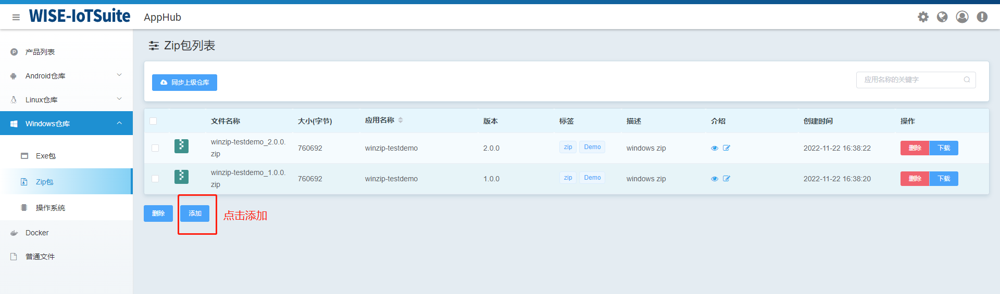 WISE-IoTSuite AppHub
产品列表
Android仓库
Linux仓库
Windows仓库
Exe包
Zip包
操作系统
Docker
普通文件
Zip包列表
同步上级仓库
应用名称的关键字
文件名称 大小(字节) 应用名称 版本 标签 描述 介绍 创建时间 操作
winzip-testdemo_2.0.0.
zip
760692 winzip-testdemo 2.0.0 zip Demo windows zip 2022-11-22 16:38:22 删除 下载
winzip-testdemo_1.0.0.
zip
760692 winzip-testdemo 1.0.0 zip Demo windows zip 2022-11-22 16:38:20 删除 下载
删除 添加 点击添加